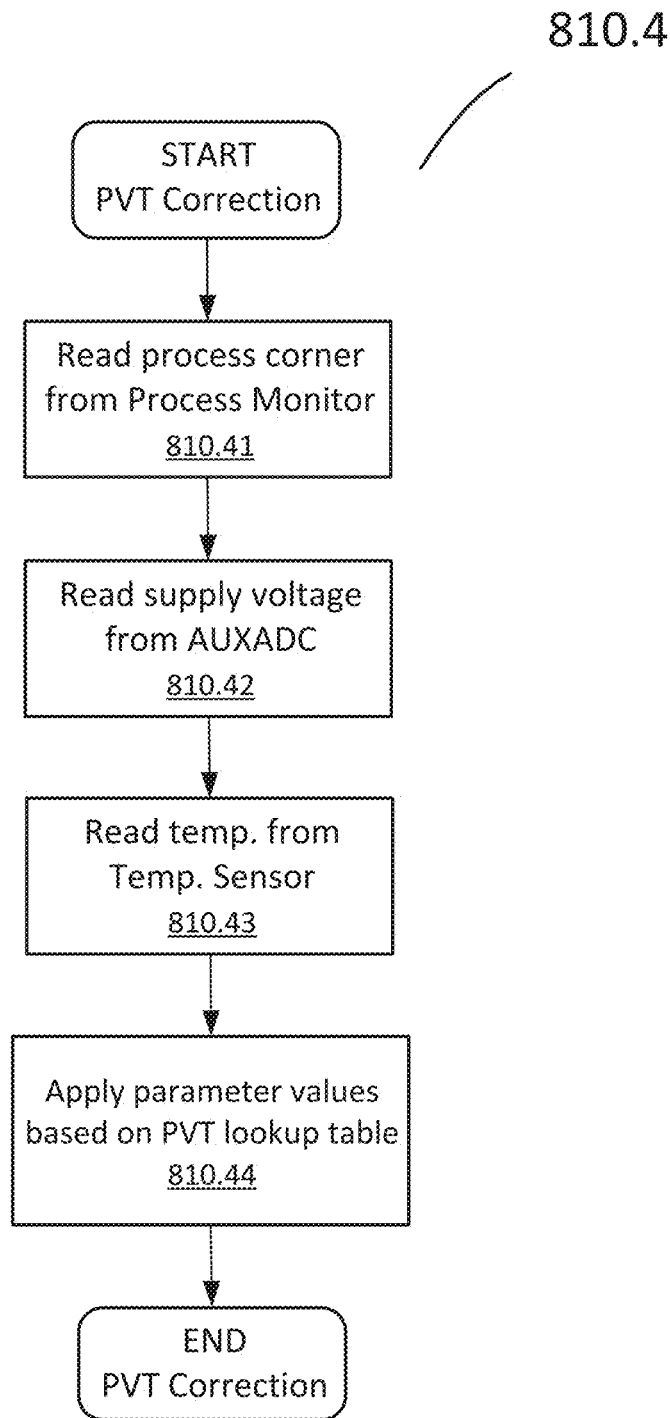 810.4
START
PVT Correction
Read process corner
from Process Monitor
810.41
Read supply voltage
from AUXADC
810.42
Read temp. from
Temp. Sensor
810.43
Apply parameter values
based on PVT lookup table
810.44
END
PVT Correction